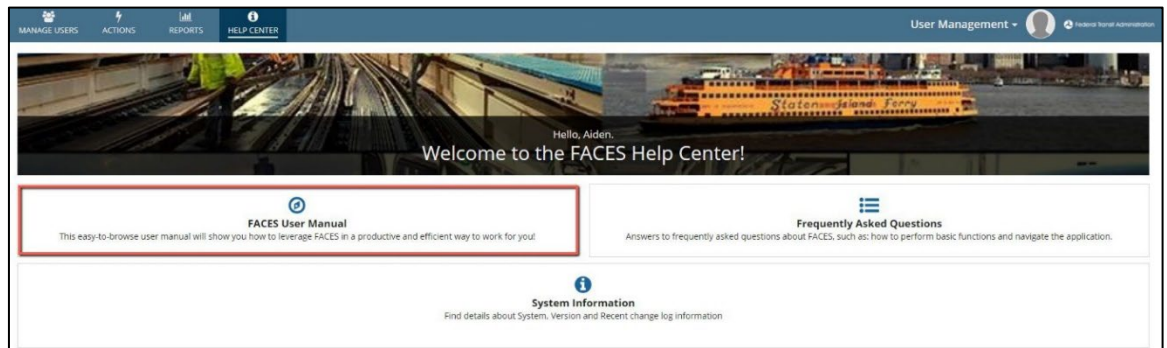 MANAGE USERS
ACTIONS
REPORTS
HELP CENTER
User Management
Federal Transit Administration
Staten Island Ferry
Hello, Aiden.
Welcome to the FACES Help Center!
FACES User Manual
This easy-to-browse user manual will show you how to leverage FACES in a productive and efficient way to work for you!
Frequently Asked Questions
Answers to frequently asked questions about FACES, such as: how to perform basic functions and navigate the application.
System Information
Find details about System, Version and Recent change log information